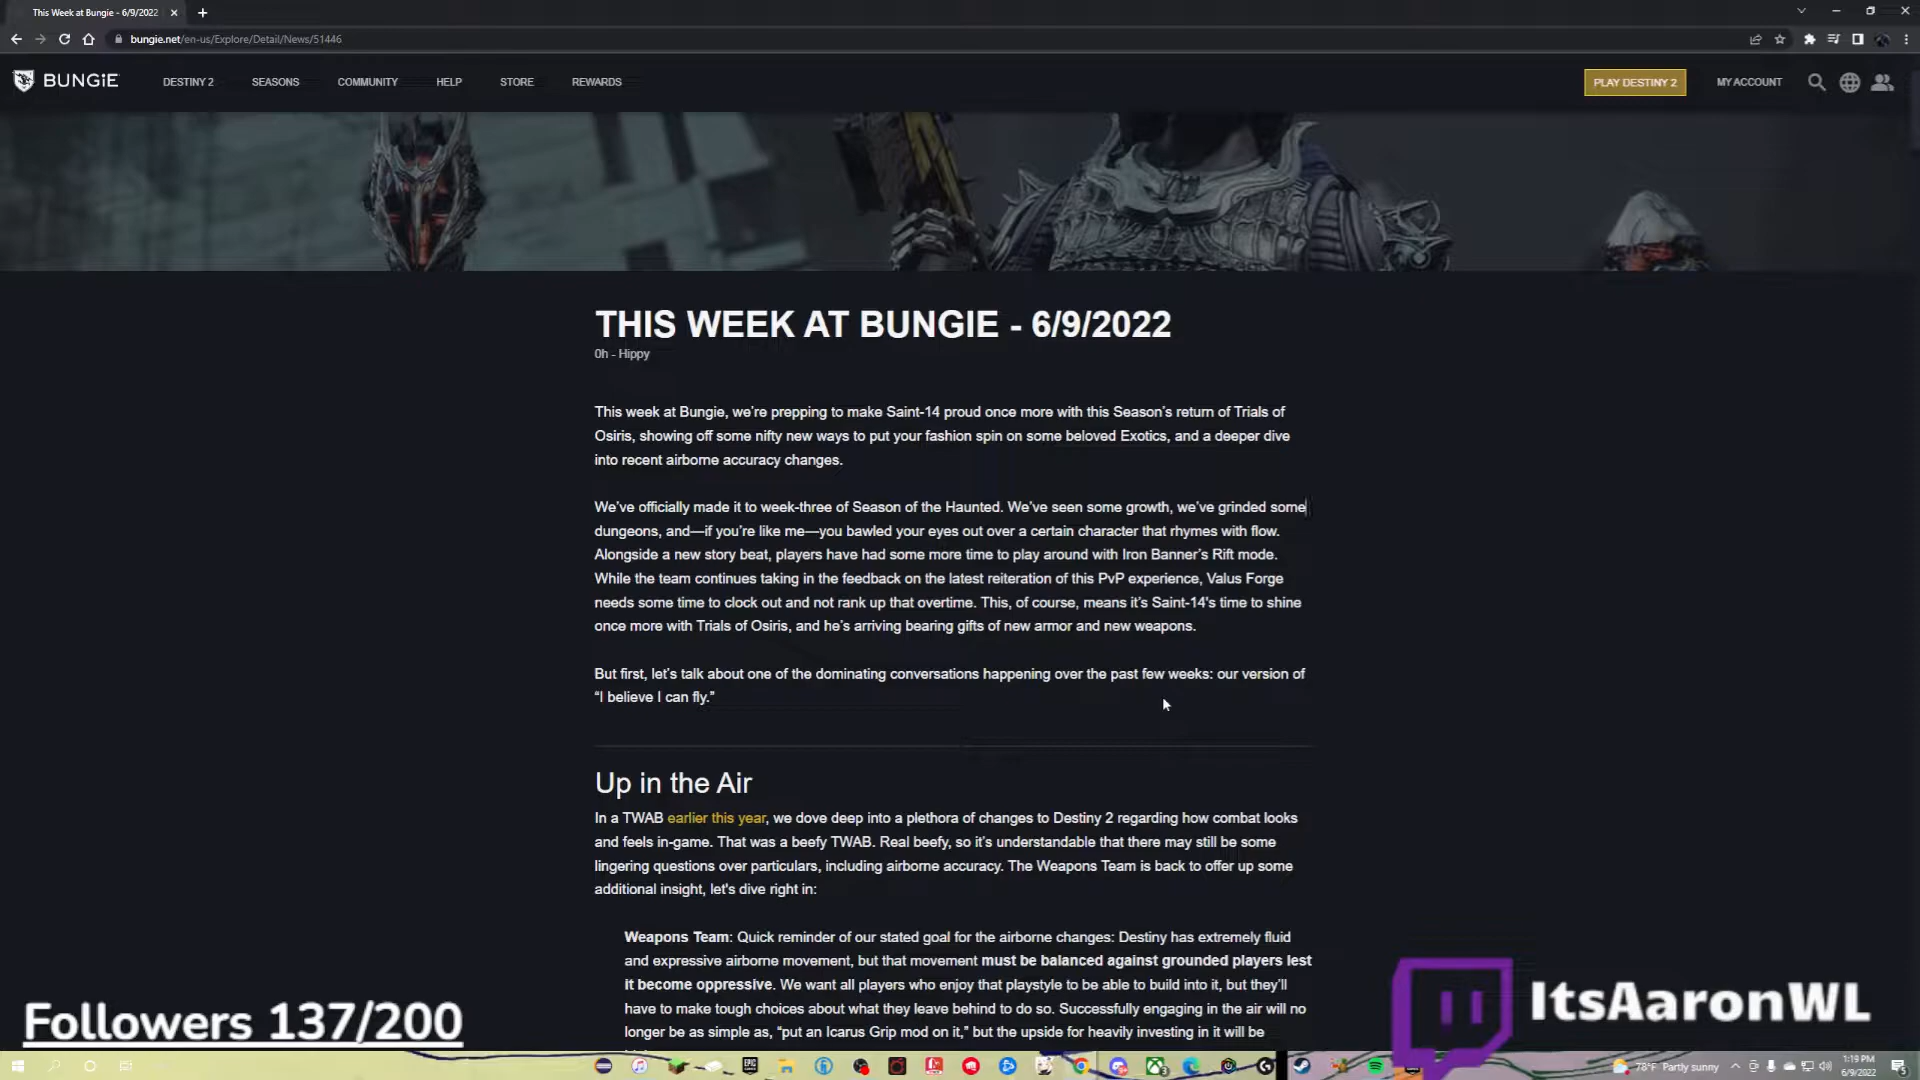 This Week at Bungie - 6/9/2022
bungie.net/en-us/Explore/Detail/News/51446
BUNGiE
DESTINY 2
SEASONS
COMMUNITY
HELP
STORE
REWARDS
PLAY DESTINY 2
MY ACCOUNT
THIS WEEK AT BUNGIE - 6/9/2022
0h - Hippy
This week at Bungie, we're prepping to make Saint-14 proud once more with this Season's return of Trials of
Osiris, showing off some nifty new ways to put your fashion spin on some beloved Exotics, and a deeper dive
into recent airborne accuracy changes.
We've officially made it to week-three of Season of the Haunted. We've seen some growth, we've grinded some
dungeons, and—if you're like me—you bawled your eyes out over a certain character that rhymes with flow.
Alongside a new story beat, players have had some more time to play around with Iron Banner's Rift mode.
While the team continues taking in the feedback on the latest reiteration of this PvP experience, Valus Forge
needs some time to clock out and not rank up that overtime. This, of course, means it's Saint-14's time to shine
once more with Trials of Osiris, and he's arriving bearing gifts of new armor and new weapons.
But first, let's talk about one of the dominating conversations happening over the past few weeks: our version of
“I believe I can fly.”
Up in the Air
In a TWAB earlier this year, we dove deep into a plethora of changes to Destiny 2 regarding how combat looks
and feels in-game. That was a beefy TWAB. Real beefy, so it's understandable that there may still be some
lingering questions over particulars, including airborne accuracy. The Weapons Team is back to offer up some
additional insight, let's dive right in:
Weapons Team: Quick reminder of our stated goal for the airborne changes: Destiny has extremely fluid
and expressive airborne movement, but that movement must be balanced against grounded players lest
it become oppressive. We want all players who enjoy that playstyle to be able to build into it, but they'll
have to make tough choices about what they leave behind to do so. Successfully engaging in the air will no
longer be as simple as, “put an Icarus Grip mod on it,” but the upside for heavily investing in it will be
Followers 137/200
ItsAaronWL
78°F Partly sunny
1:19 PM
6/9/2022